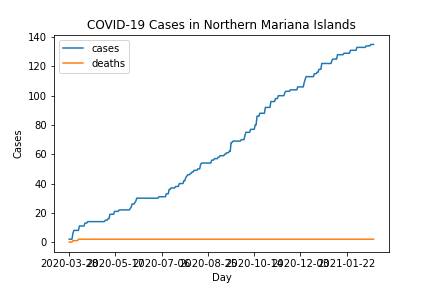 COVID-19 Cases in Northern Mariana Islands
cases
deaths
140
120
100
80
60
40
20
0
Cases
2020-03-28 2020-05-17 2020-07-06 2020-08-25 2020-10-14 2020-12-03 2021-01-22
Day